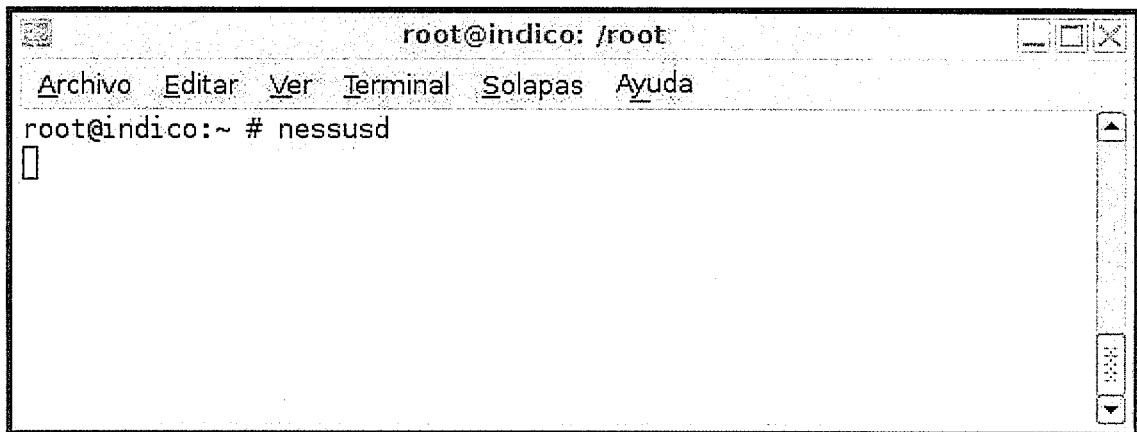 root@indico: /root
Archivo Editar Ver Terminal Solapas Ayuda
root@indico:~ # nessusd